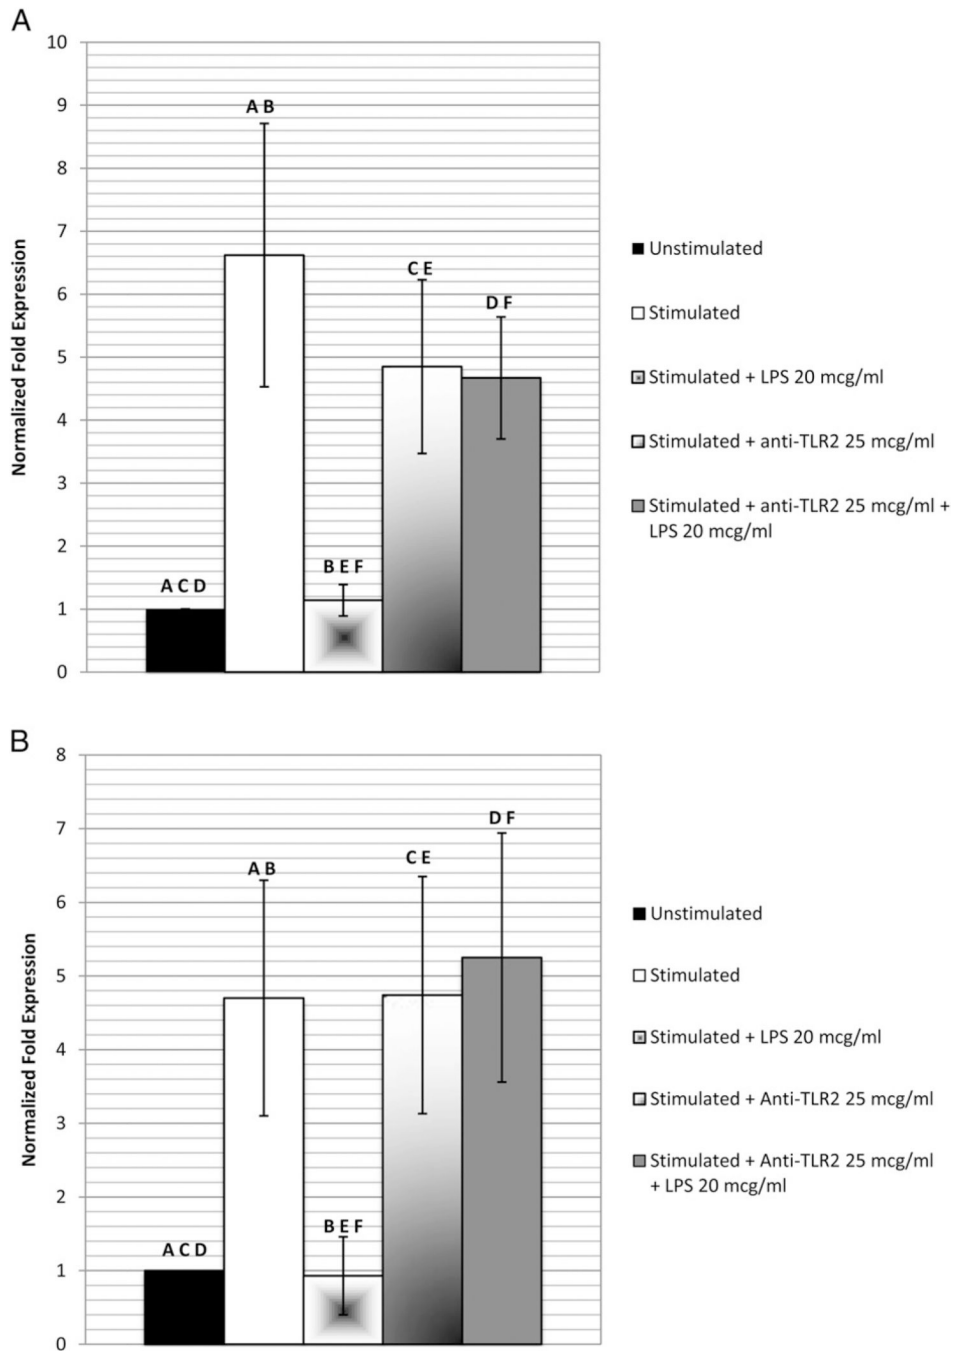 A
10
9
8
7
6
5
4
3
2
1
0
Normalized Fold Expression
A C D
A B
B E F
C E
D F
Unstimulated
Stimulated
Stimulated + LPS 20 mcg/ml
Stimulated + anti-TLR2 25 mcg/ml
Stimulated + anti-TLR2 25 mcg/ml +
LPS 20 mcg/ml
B
8
7
6
5
4
3
2
1
0
Normalized Fold Expression
A C D
A B
B E F
C E
D F
Unstimulated
Stimulated
Stimulated + LPS 20 mcg/ml
Stimulated + Anti-TLR2 25 mcg/ml
Stimulated + Anti-TLR2 25 mcg/ml
+ LPS 20 mcg/ml